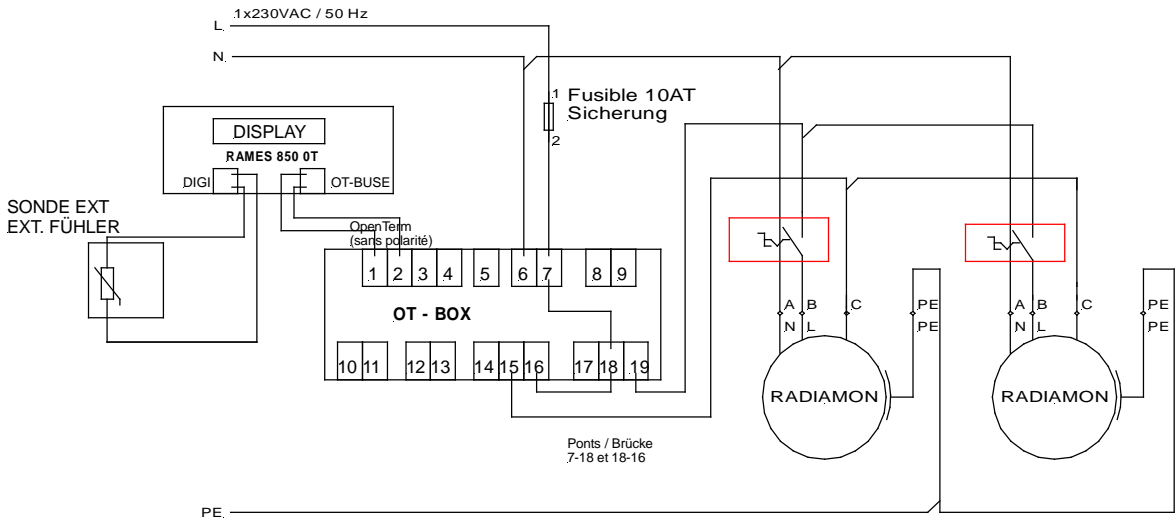 1x230VAC / 50 Hz
L
N
1
Fusible 10AT
Sicherung
2
DISPLAY
RAMES 850 0T
DIGI
OT-BUSE
SONDE EXT
EXT. FÜHLER
OpenTerm
(sans polarité)
1 2 3 4 5 6 7 8 9
OT - BOX
10 11 12 13 14 15 16 17 18 19
A B C PE
N L PE
A B C PE
N L PE
RADIAMON
RADIAMON
Ponts / Brücke
7-18 et 18-16
PE